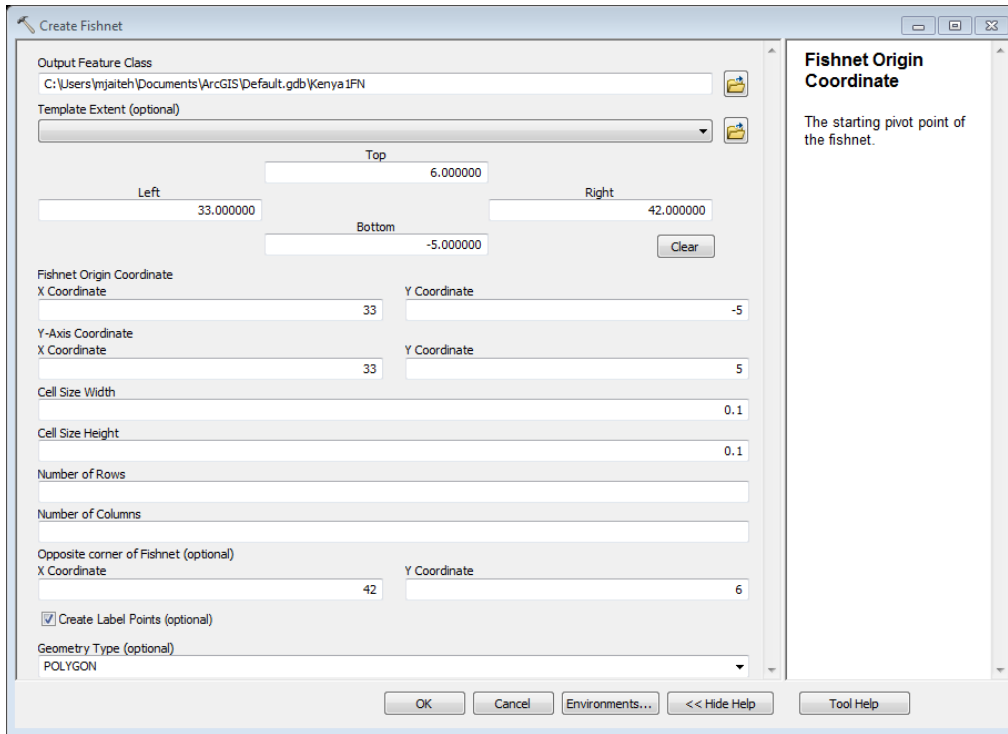 Create Fishnet
Output Feature Class
C:\Users\mjaiteh\Documents\ArcGIS\Default.gdb\Kenya1FN
Template Extent (optional)
Top
6.000000
Left
Right
33.000000
42.000000
Bottom
-5.000000
Clear
Fishnet Origin Coordinate
X Coordinate
Y Coordinate
33
-5
Y-Axis Coordinate
X Coordinate
Y Coordinate
33
5
Cell Size Width
0.1
Cell Size Height
0.1
Number of Rows
Number of Columns
Opposite corner of Fishnet (optional)
X Coordinate
Y Coordinate
42
6
Create Label Points (optional)
Geometry Type (optional)
POLYGON
OK
Cancel
Environments...
<< Hide Help
Tool Help
Fishnet Origin
Coordinate
The starting pivot point of
the fishnet.